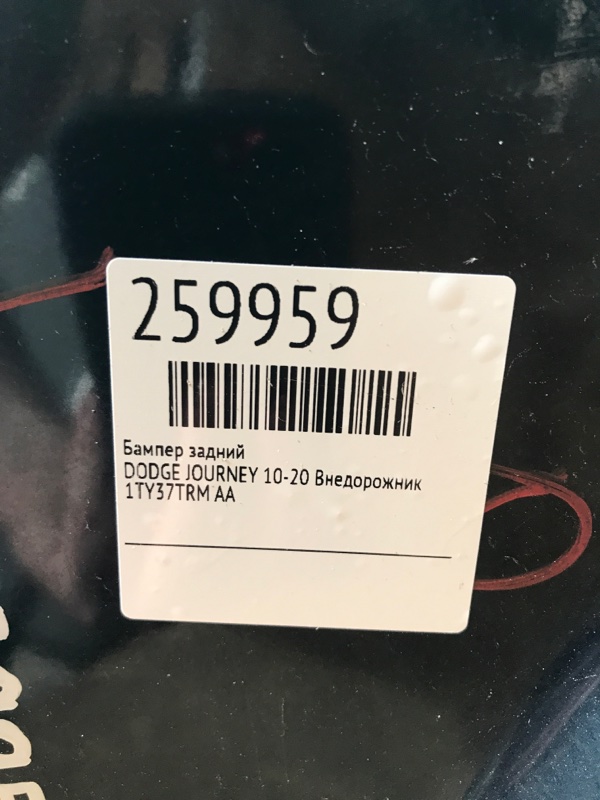 259959
Бампер задний
DODGE JOURNEY 10-20 Внедорожник
1TY37TRM AA